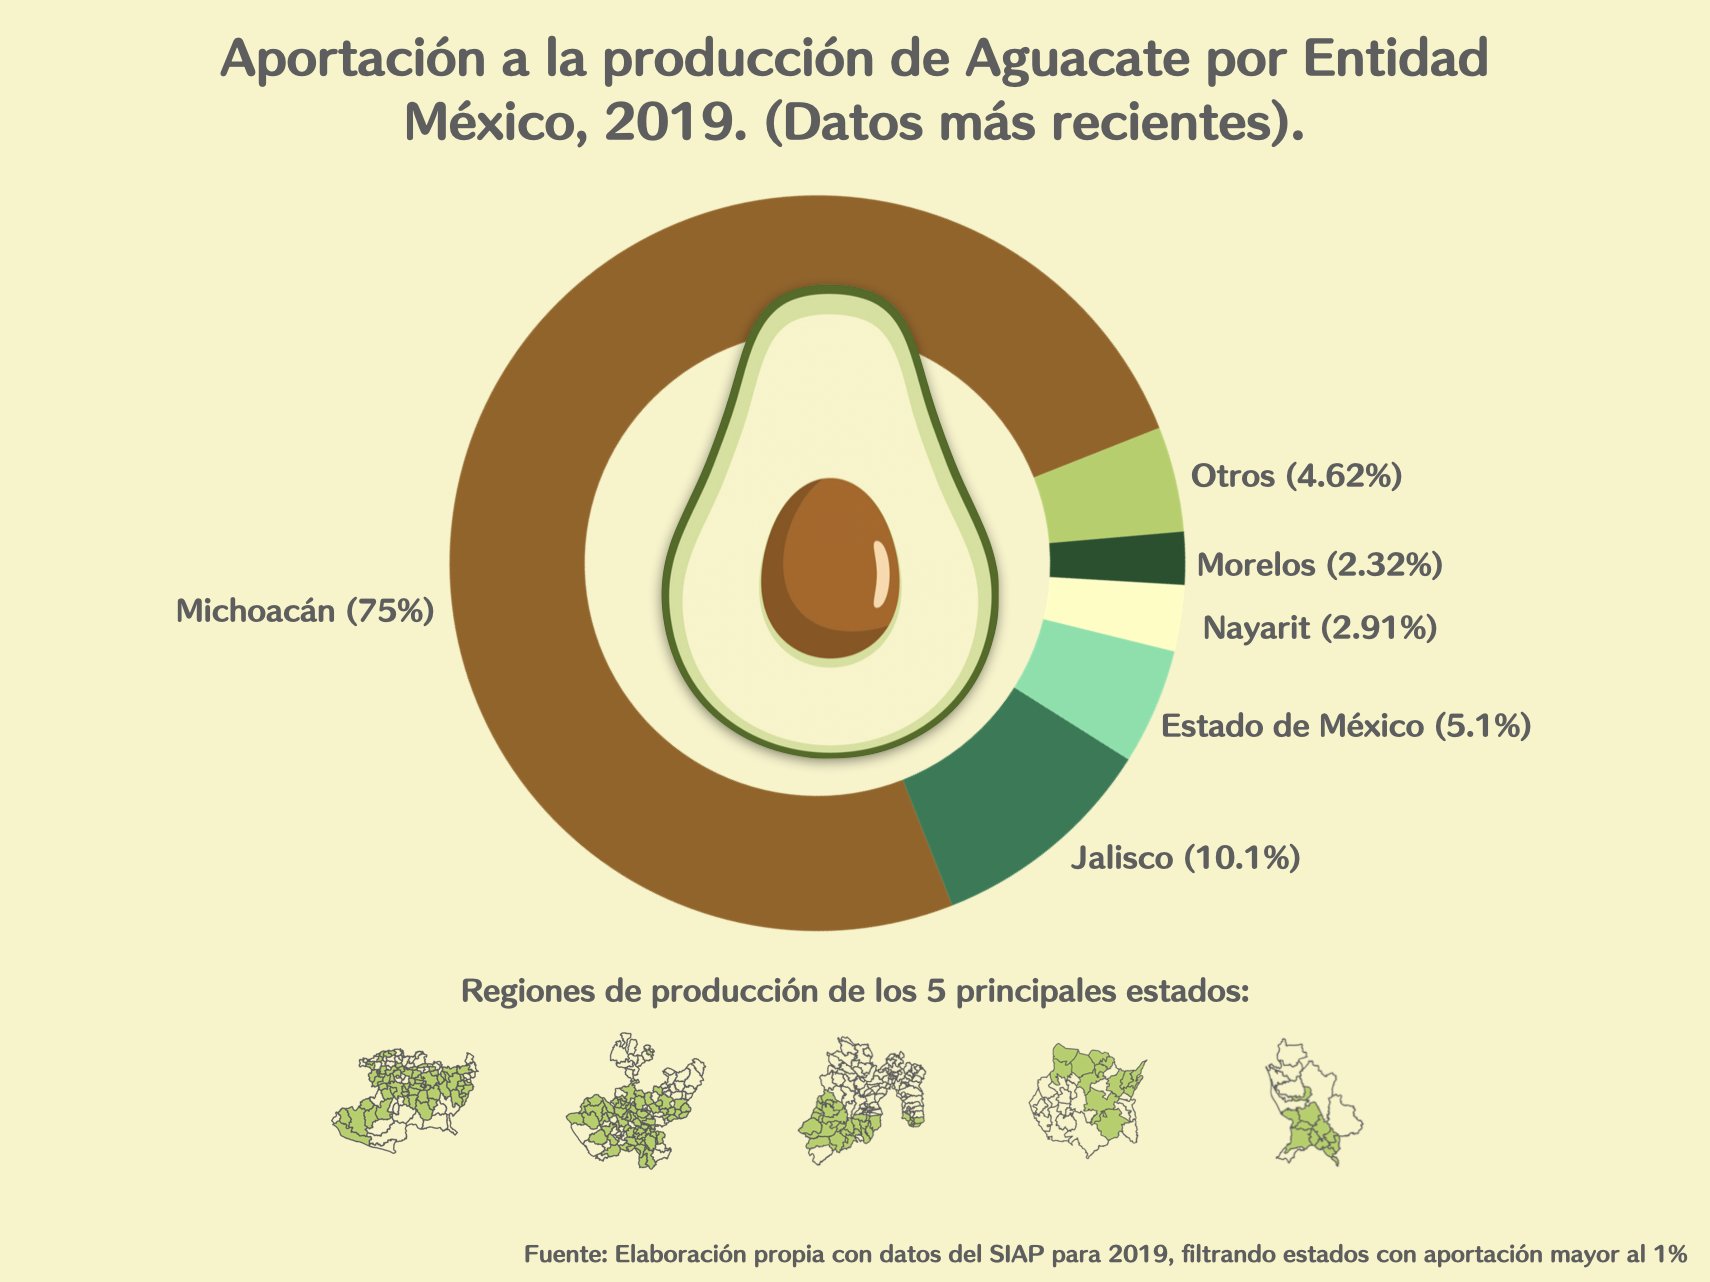 Aportación a la producción de Aguacate por Entidad
México, 2019. (Datos más recientes).
Otros (4.62%)
Morelos (2.32%)
Michoacán (75%)
Nayarit (2.91%)
Estado de México (5.1%)
Jalisco (10.1%)
Regiones de producción de los 5 principales estados:
Fuente: Elaboración propia con datos del SIAP para 2019, filtrando estados con aportación mayor al 1%